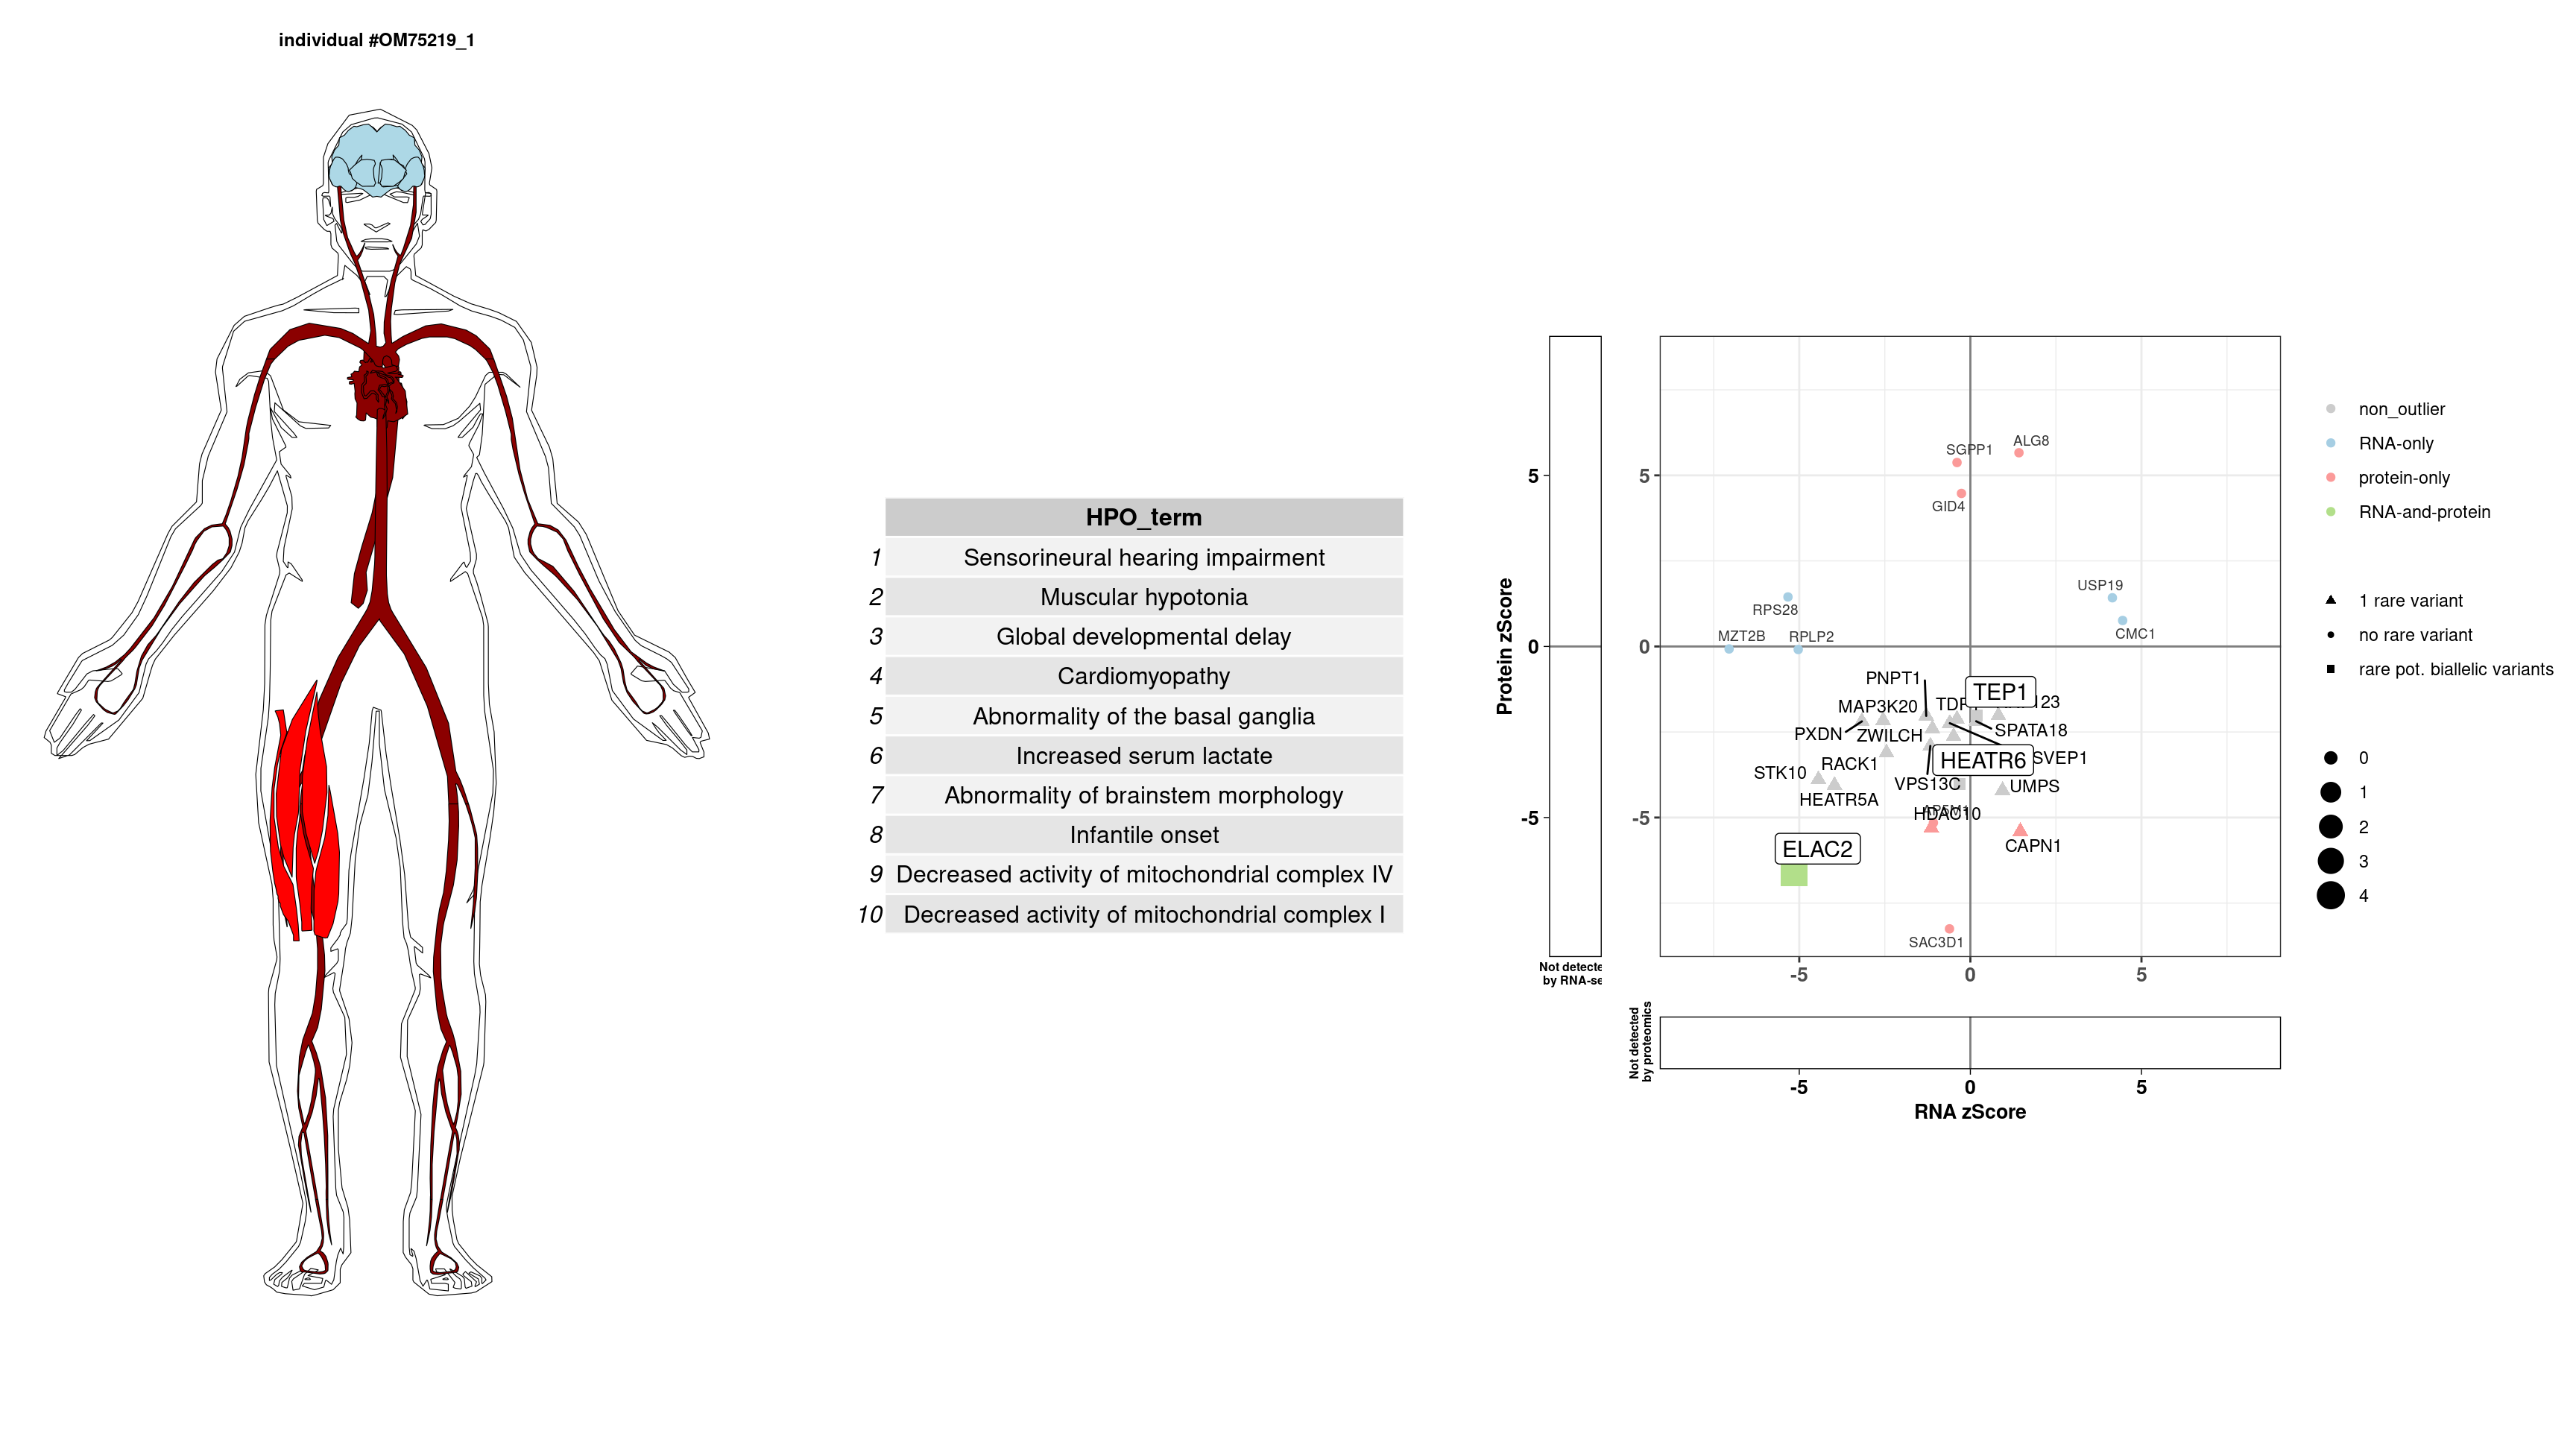 individual #OM75219_1
HPO_term
1 Sensorineural hearing impairment
2 Muscular hypotonia
3 Global developmental delay
4 Cardiomyopathy
5 Abnormality of the basal ganglia
6 Increased serum lactate
7 Abnormality of brainstem morphology
8 Infantile onset
9 Decreased activity of mitochondrial complex IV
10 Decreased activity of mitochondrial complex I
Protein zScore
5
0
-5
Not detecte
by RNA-se
5
0
-5
SGPP1
ALG8
GID4
USP19
RPS28
CMC1
MZT2B
RPLP2
PNPT1
TEP1
MAP3K20
123
PXDN
ZWILCH
SPATA18
HEATR6
SVEP1
STK10
RACK1
VPS13C
UMPS
HEATR5A
HDAC10
CAPN1
ELAC2
SAC3D1
-5
0
5
Not detected
by proteomics
-5
0
5
RNA zScore
non_outlier
RNA-only
protein-only
RNA-and-protein
1 rare variant
no rare variant
rare pot. biallelic variants
0
1
2
3
4